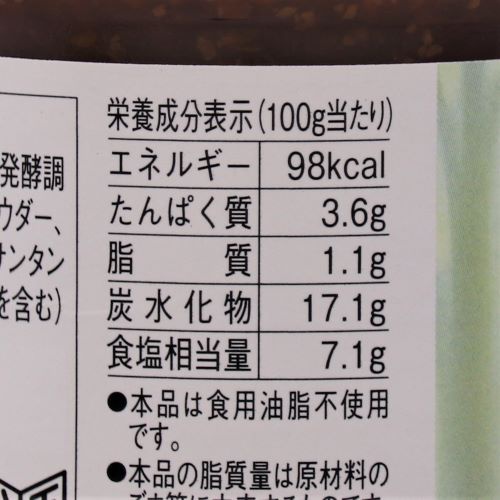 発酵調
ウダー、
サンタン
を含む)
栄養成分表示(100g当たり)
エネルギー 98kcal
たんぱく質 3.6g
脂質 1.1g
炭水化物 17.1g
食塩相当量 7.1g
●本品は食用油脂不使用
です。
●本品の脂質量は原材料の